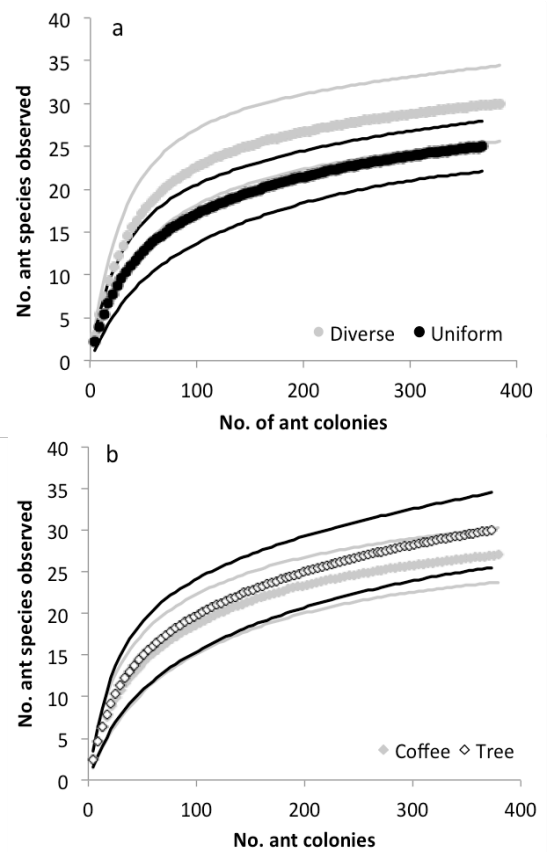 a
40
35
30
25
20
15
10
5
0
No. ant species observed
Diverse Uniform
0 100 200 300 400
No. of ant colonies
b
40
35
30
25
20
15
10
5
0
No. ant species observed
Coffee Tree
0 100 200 300 400
No. ant colonies